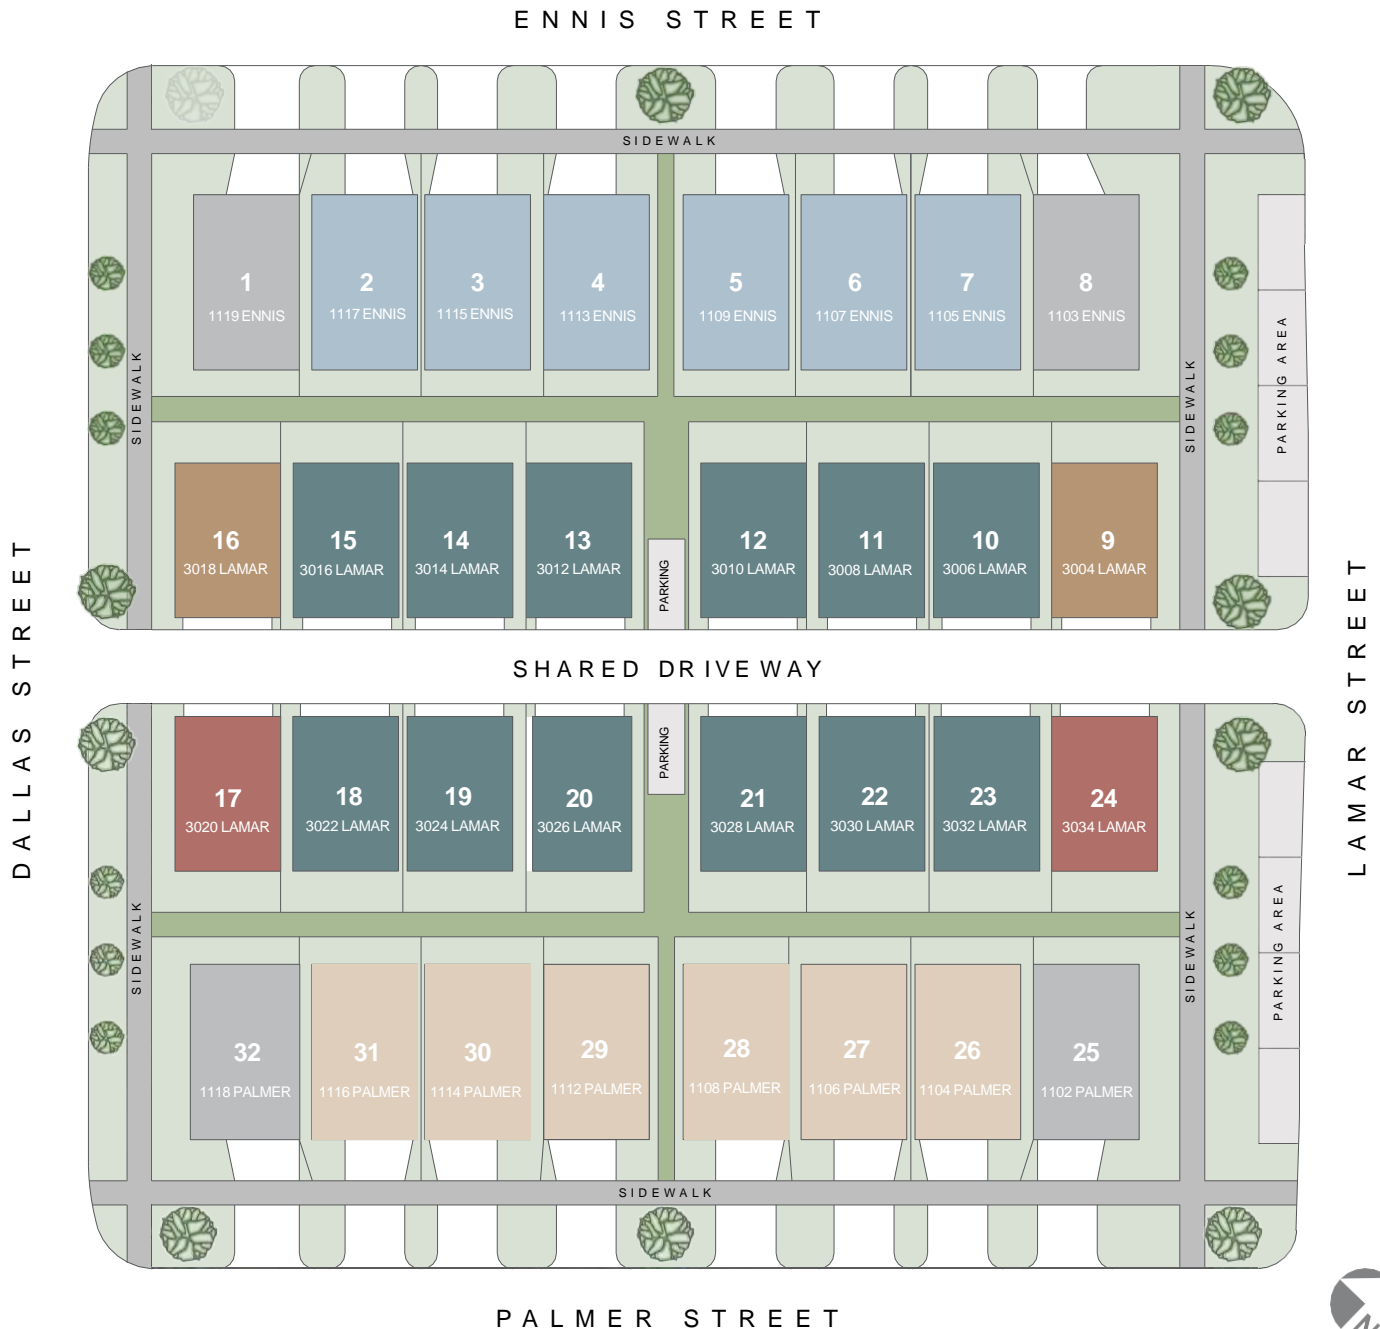 ENNIS STREET
SIDEWALK
1
1119 ENNIS
2
1117 ENNIS
3
1115 ENNIS
4
1113 ENNIS
5
1109 ENNIS
6
1107 ENNIS
7
1105 ENNIS
8
1103 ENNIS
SIDEWALK
SIDEWALK
PARKING AREA
16
3018 LAMAR
15
3016 LAMAR
14
3014 LAMAR
13
3012 LAMAR
PARKING
12
3010 LAMAR
11
3008 LAMAR
10
3006 LAMAR
9
3004 LAMAR
DALLAS STREET
SHARED DRIVEWAY
LAMAR STREET
17
3020 LAMAR
18
3022 LAMAR
19
3024 LAMAR
20
3026 LAMAR
PARKING
21
3028 LAMAR
22
3030 LAMAR
23
3032 LAMAR
24
3034 LAMAR
SIDEWALK
SIDEWALK
PARKING AREA
32
1118 PALMER
31
1116 PALMER
30
1114 PALMER
29
1112 PALMER
28
1108 PALMER
27
1106 PALMER
26
1104 PALMER
25
1102 PALMER
SIDEWALK
PALMER STREET